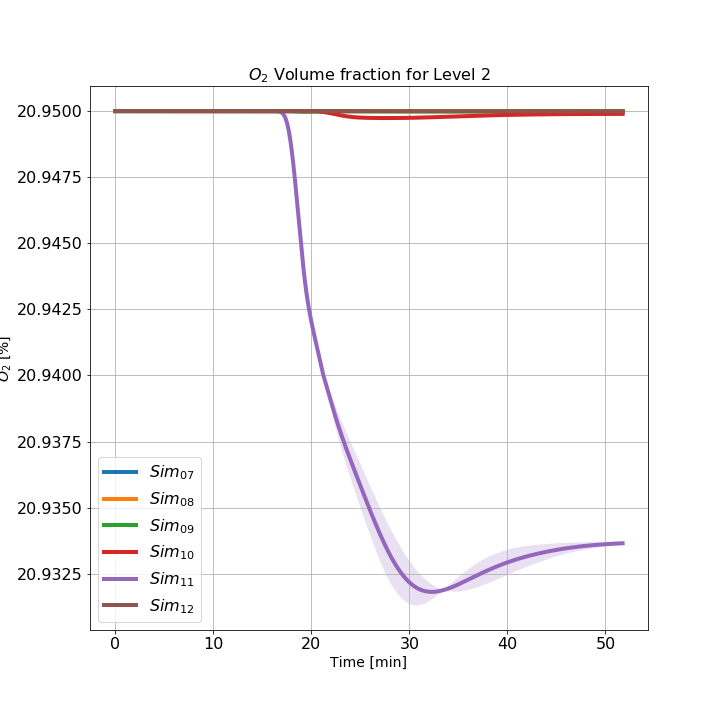 O₂ Volume fraction for Level 2
O₂ [%]
20.9500
20.9475
20.9450
20.9425
20.9400
20.9375
20.9350
20.9325
Sim₀₇
Sim₀₈
Sim₀₉
Sim₁₀
Sim₁₁
Sim₁₂
0 10 20 30 40 50
Time [min]